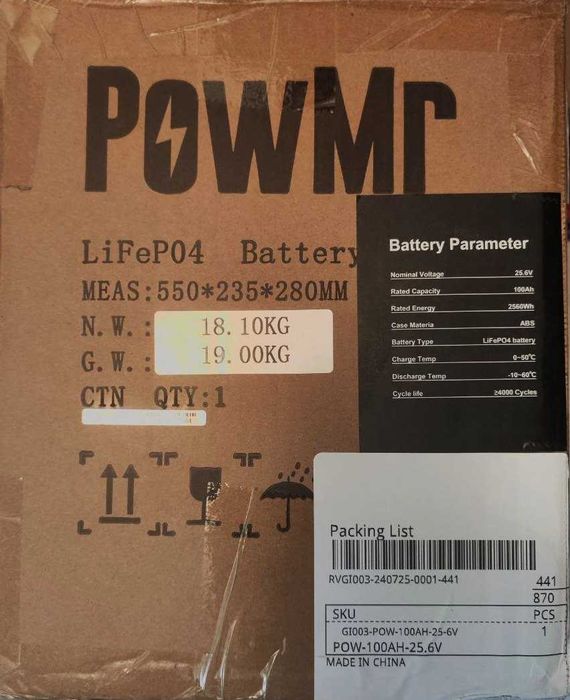 PowMr
LiFePO4 Battery
MEAS:550*235*280MM
N.W.: 18.10KG
G.W.: 19.00KG
CTN QTY:1
Battery Parameter
Nominal Voltage 25.6V
Rated Capacity 100Ah
Rated Energy 2560Wh
Case Materia ABS
Battery Type LiFePO4 battery
Charge Temp 0~50℃
Discharge Temp -10~60℃
Cycle life ≥4000 Cycles
Packing List
RVGI003-240725-0001-441 441
870
SKU PCS
GI003-POW-100AH-25-6V 1
POW-100AH-25.6V
MADE IN CHINA